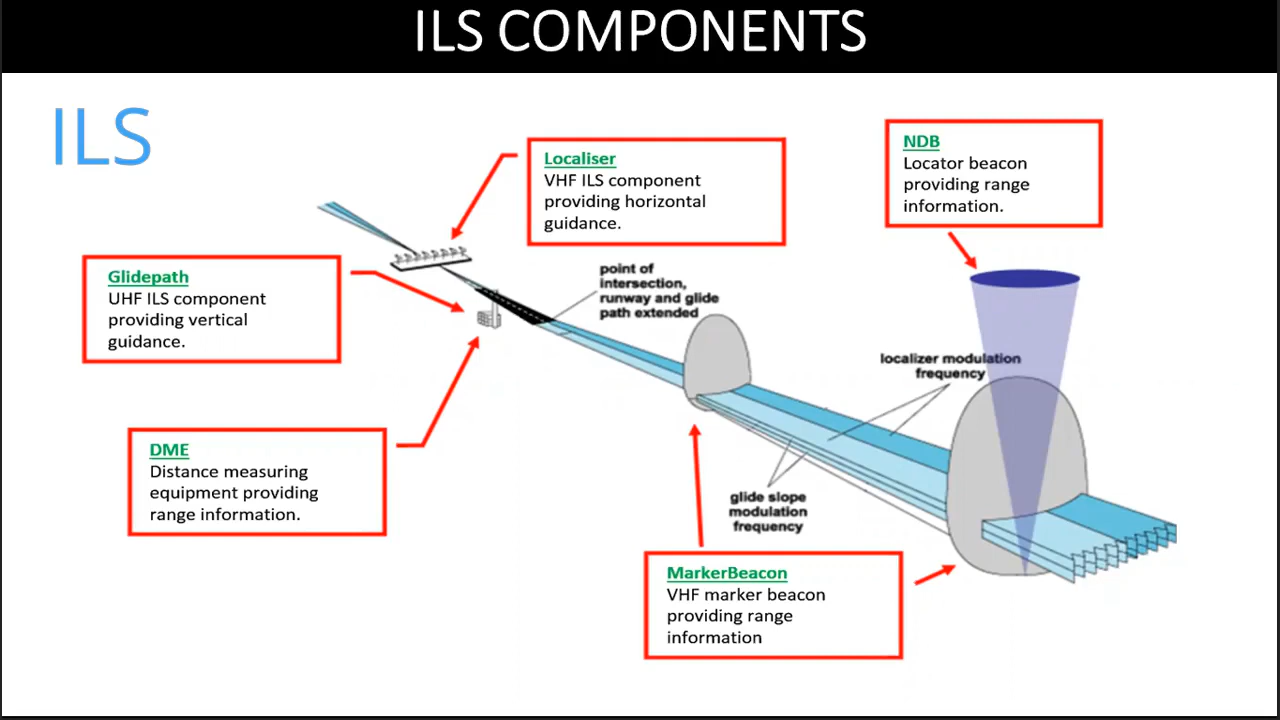 ILS COMPONENTS
ILS
Localiser
VHF ILS component
providing horizontal
guidance.
NDB
Locator beacon
providing range
information.
Glidepath
UHF ILS component
providing vertical
guidance.
point of
intersection,
runway and glide
path extended
localizer modulation
frequency
DME
Distance measuring
equipment providing
range information.
glide slope
modulation
frequency
MarkerBeacon
VHF marker beacon
providing range
information